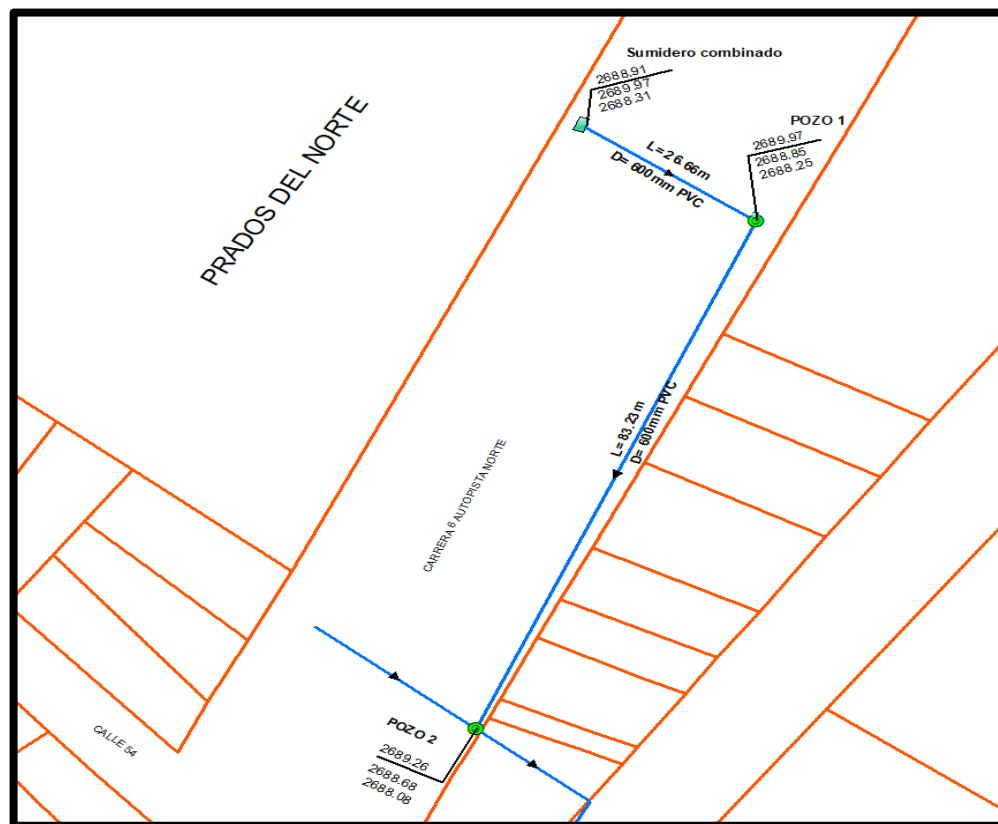 Sumidero combinado
2688.91
2689.97
2688.31
POZO 1
2689.97
2688.85
2688.25
L= 26.66m
D= 600mm PVC
PRADOS DEL NORTE
L= 83.23m
D= 600mm PVC
CARRERA 6 AUTOPISTA NORTE
POZO 2
2689.26
2688.68
2688.08
CALLE 54